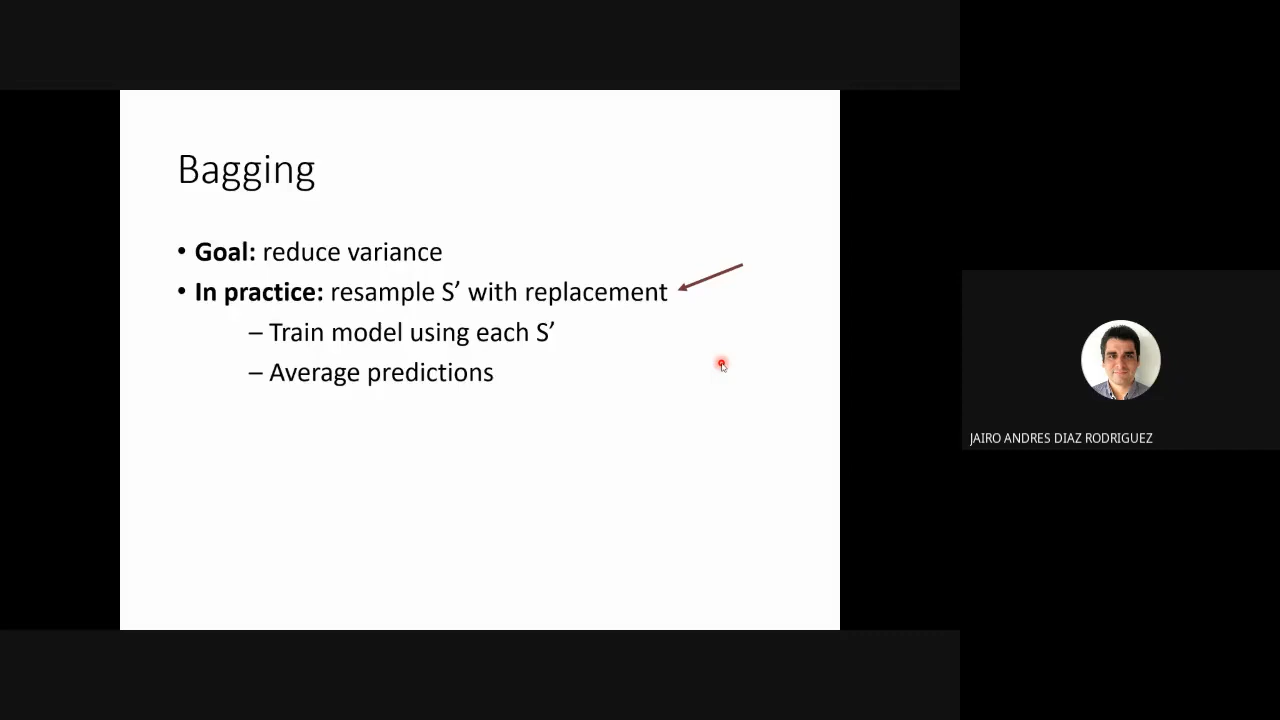 Bagging
• Goal: reduce variance
• In practice: resample S’ with replacement
– Train model using each S’
– Average predictions
JAIRO ANDRES DIAZ RODRIGUEZ